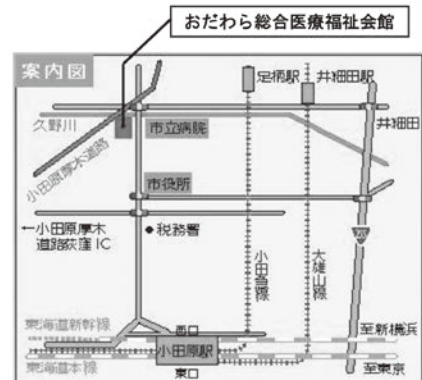 おだわら総合医療福祉会館
案内図
足柄駅
井細田駅
久野川
市立病院
井細田
小田原厚木道路
市役所
←小田原厚木
道路荻窪IC
●税務署
小田急線
大雄山線
東海道新幹線
西口
至新横浜
小田原駅
東海道本線
東口
至東京